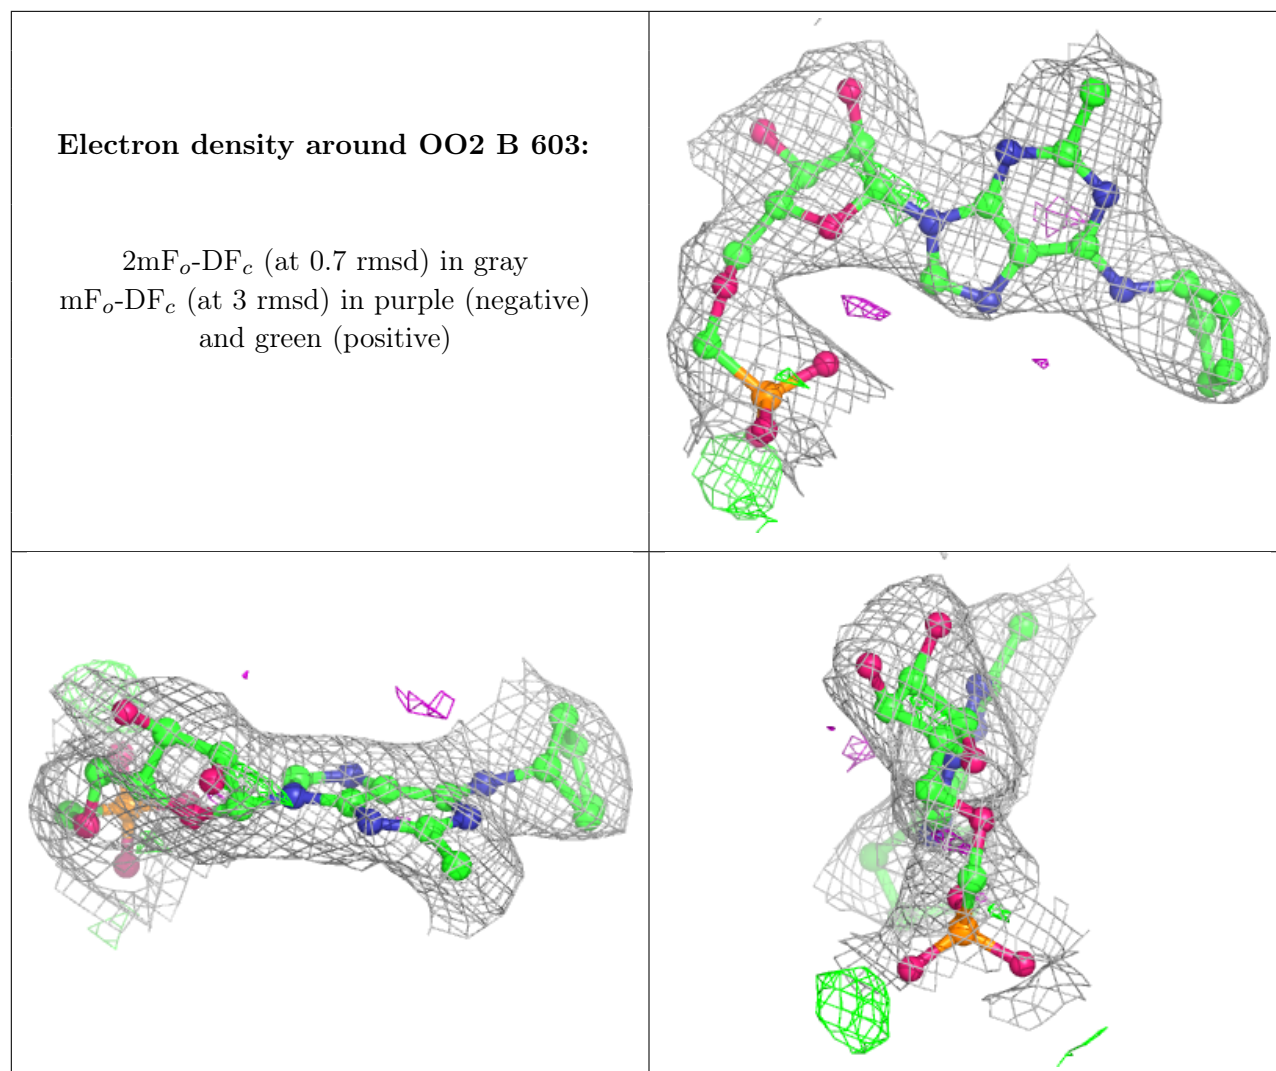 Electron density around OO2 B 603:
2mFo-DFc (at 0.7 rmsd) in gray
mFo-DFc (at 3 rmsd) in purple (negative)
and green (positive)